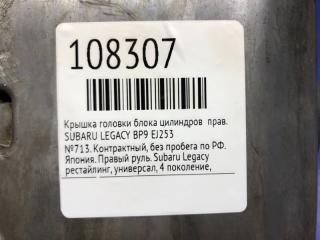 108307
Крышка головки блока цилиндров прав.
SUBARU LEGACY BP9 EJ253
№713. Контрактный, без пробега по РФ.
Япония. Правый руль. Subaru Legacy
рестайлинг, универсал, 4 поколение,